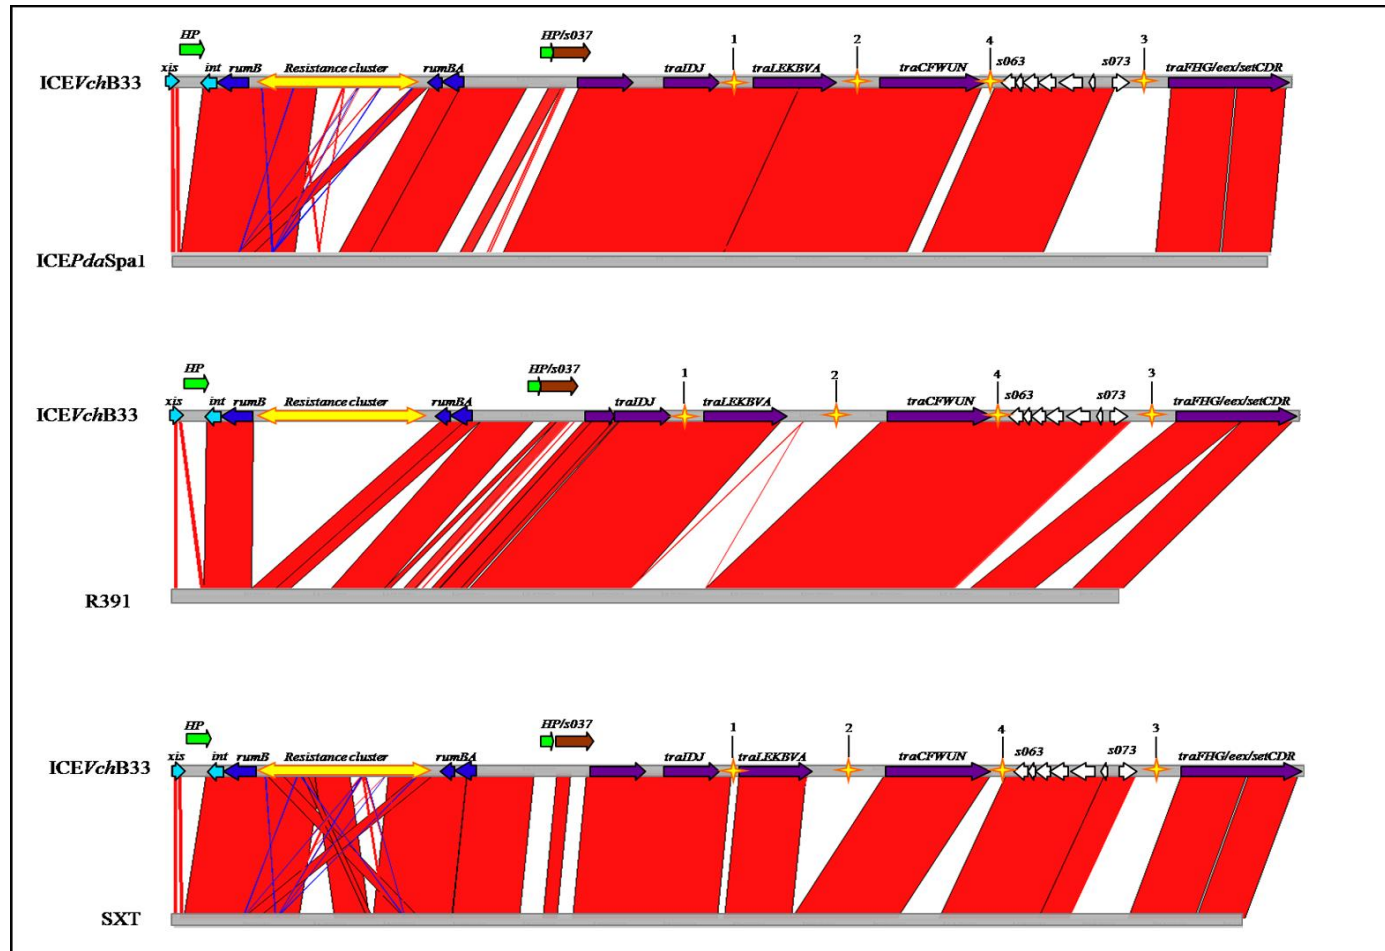 HP HP/s037 1 2 4 3
xis int rumB Resistance cluster rumBA traIDJ traLEKBVA traCFWUN s063 s073 traFHG/eex/setCDR
ICEVchB33
ICEPdaSpa1
HP HP/s037 1 2 4 3
xis int rumB Resistance cluster rumBA traIDJ traLEKBVA traCFWUN s063 s073 traFHG/eex/setCDR
ICEVchB33
R391
HP HP/s037 1 2 4 3
xis int rumB Resistance cluster rumBA traIDJ traLEKBVA traCFWUN s063 s073 traFHG/eex/setCDR
ICEVchB33
SXT